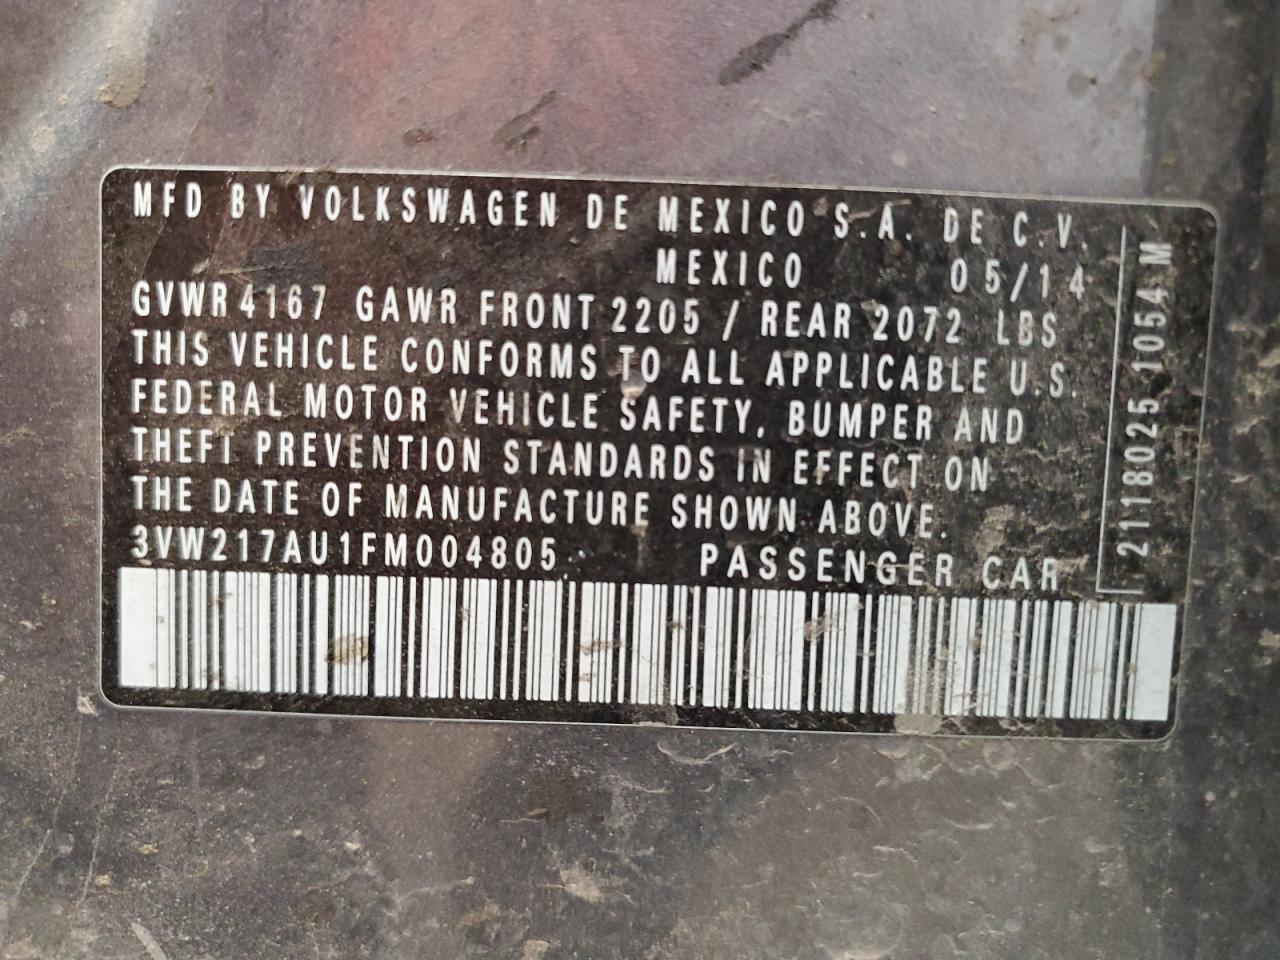 MFD BY VOLKSWAGEN DE MEXICO S.A. DE C.V.
MEXICO 05/14
GVWR 4167 GAWR FRONT 2205 / REAR 2072 LBS
THIS VEHICLE CONFORMS TO ALL APPLICABLE U.S.
FEDERAL MOTOR VEHICLE SAFETY, BUMPER AND
THEFT PREVENTION STANDARDS IN EFFECT ON
THE DATE OF MANUFACTURE SHOWN ABOVE.
3VW217AU1FM004805 PASSENGER CAR
2118025 1054 M